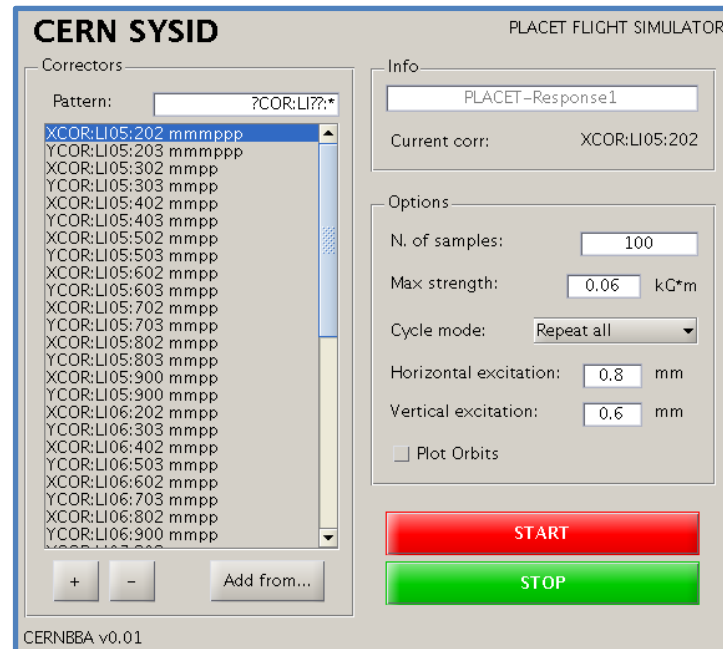 CERN SYSID
PLACET FLIGHT SIMULATOR
Correctors
Pattern: ?COR:LI??:*
XCOR:LI05:202 mmmppp
YCOR:LI05:203 mmmppp
XCOR:LI05:302 mmpp
YCOR:LI05:303 mmpp
XCOR:LI05:402 mmpp
YCOR:LI05:403 mmpp
XCOR:LI05:502 mmpp
YCOR:LI05:503 mmpp
XCOR:LI05:602 mmpp
YCOR:LI05:603 mmpp
XCOR:LI05:702 mmpp
YCOR:LI05:703 mmpp
XCOR:LI05:802 mmpp
YCOR:LI05:803 mmpp
XCOR:LI05:900 mmpp
YCOR:LI05:900 mmpp
XCOR:LI06:202 mmpp
YCOR:LI06:303 mmpp
XCOR:LI06:402 mmpp
YCOR:LI06:503 mmpp
XCOR:LI06:602 mmpp
YCOR:LI06:703 mmpp
XCOR:LI06:802 mmpp
YCOR:LI06:900 mmpp
+ − Add from...
Info
PLACET-Response1
Current corr: XCOR:LI05:202
Options
N. of samples: 100
Max strength: 0.06 kG*m
Cycle mode: Repeat all
Horizontal excitation: 0.8 mm
Vertical excitation: 0.6 mm
Plot Orbits
START
STOP
CERNBBA v0.01